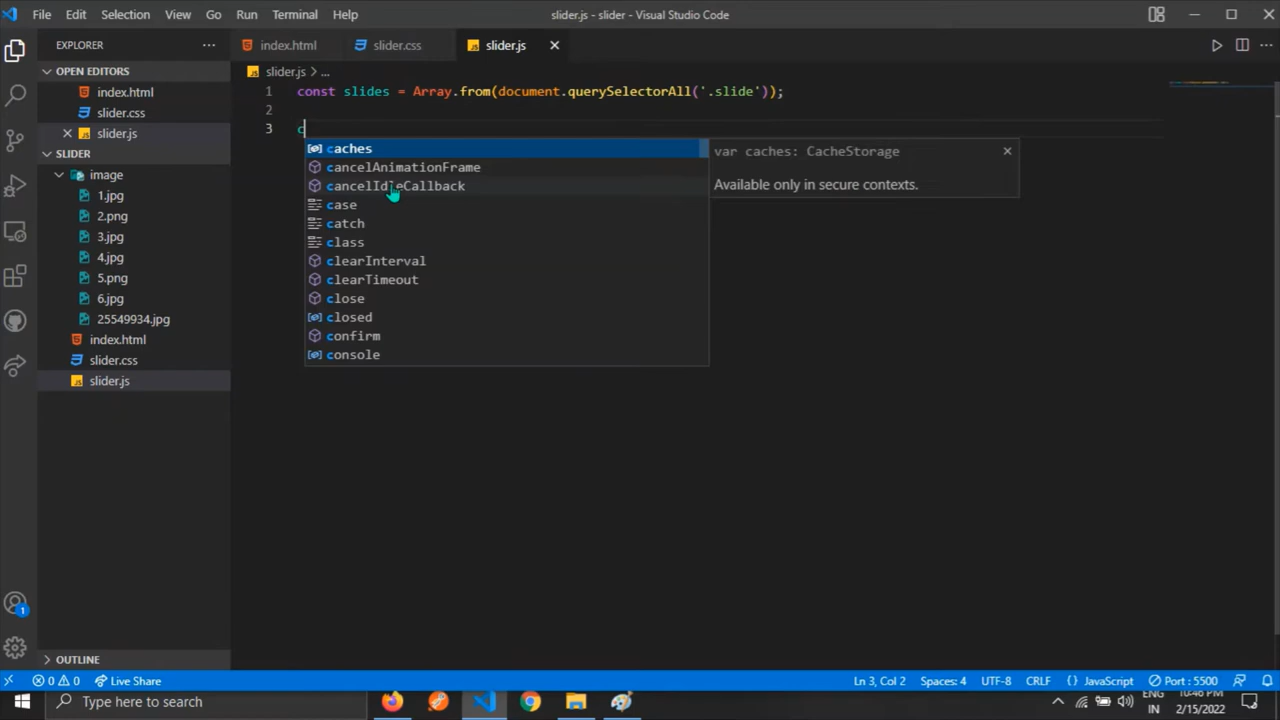 File Edit Selection View Go Run Terminal Help slider.js - slider - Visual Studio Code
EXPLORER
index.html slider.css slider.js
OPEN EDITORS
index.html
slider.css
slider.js
SLIDER
image
1.jpg
2.png
3.jpg
4.jpg
5.png
6.jpg
25549934.jpg
index.html
slider.css
slider.js
OUTLINE
slider.js > ...
1 const slides = Array.from(document.querySelectorAll('.slide'));
2
3 c
caches
cancelAnimationFrame
cancelIdleCallback
case
catch
class
clearInterval
clearTimeout
close
closed
confirm
console
var caches: CacheStorage
Available only in secure contexts.
1
0 0 Live Share Ln 3, Col 2 Spaces: 4 UTF-8 CRLF {} JavaScript Port : 5500
Type here to search
ENG 10:46 PM
IN 2/15/2022